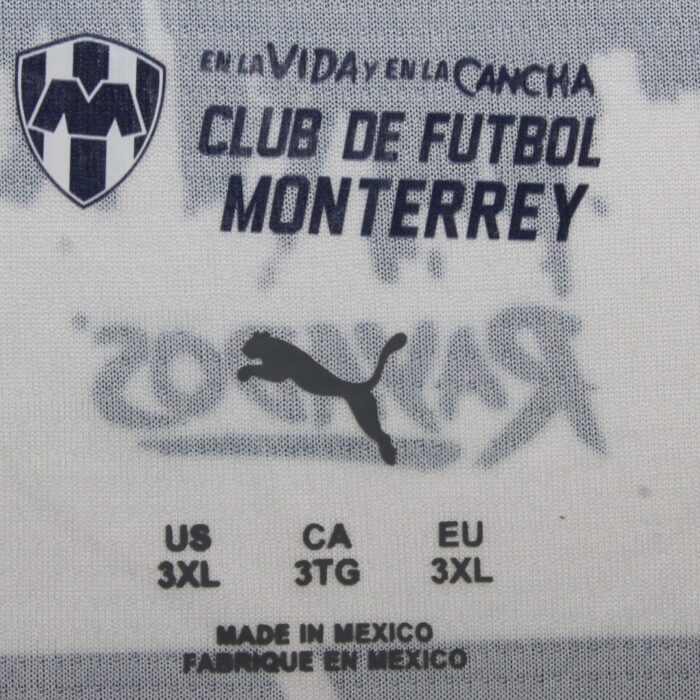 EN LA VIDA Y EN LA CANCHA
CLUB DE FUTBOL
MONTERREY
RAYADOS
US CA EU
3XL 3TG 3XL
MADE IN MEXICO
FABRIQUE EN MEXICO